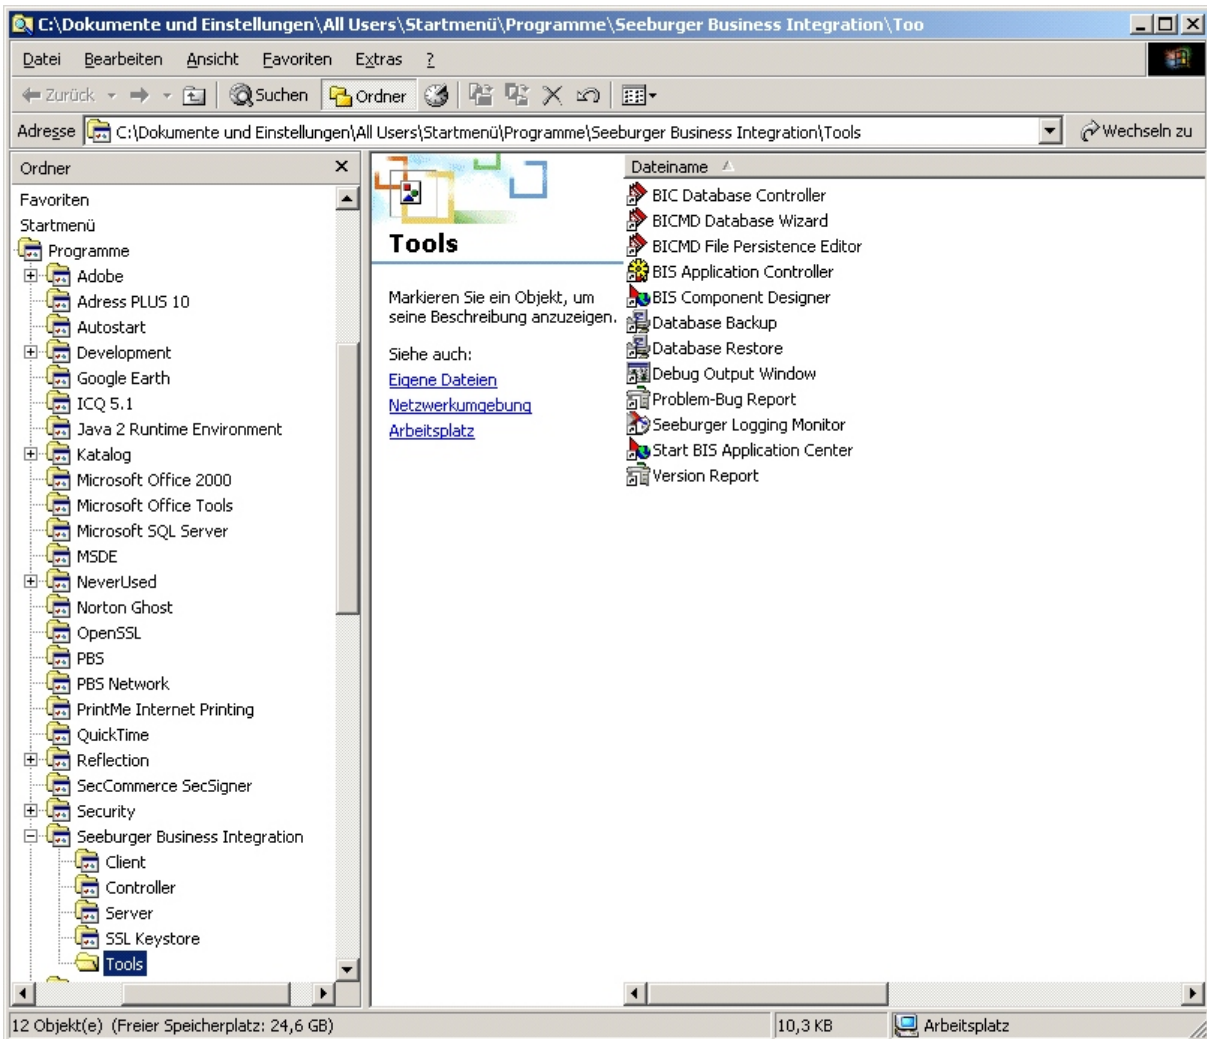 C:\Dokumente und Einstellungen\All Users\Startmenü\Programme\Seeburger Business Integration\Too
Datei Bearbeiten Ansicht Favoriten Extras ?
Zurück Suchen Ordner
Adresse C:\Dokumente und Einstellungen\All Users\Startmenü\Programme\Seeburger Business Integration\Tools Wechseln zu
Ordner
Favoriten
Startmenü
Programme
Adobe
Adress PLUS 10
Autostart
Development
Google Earth
ICQ 5.1
Java 2 Runtime Environment
Katalog
Microsoft Office 2000
Microsoft Office Tools
Microsoft SQL Server
MSDE
NeverUsed
Norton Ghost
OpenSSL
PBS
PBS Network
PrintMe Internet Printing
QuickTime
Reflection
SecCommerce SecSigner
Security
Seeburger Business Integration
Client
Controller
Server
SSL Keystore
Tools
Tools
Markieren Sie ein Objekt, um
seine Beschreibung anzuzeigen.
Siehe auch:
Eigene Dateien
Netzwerkumgebung
Arbeitsplatz
Dateiname
BIC Database Controller
BICMD Database Wizard
BICMD File Persistence Editor
BIS Application Controller
BIS Component Designer
Database Backup
Database Restore
Debug Output Window
Problem-Bug Report
Seeburger Logging Monitor
Start BIS Application Center
Version Report
12 Objekt(e) (Freier Speicherplatz: 24,6 GB) 10,3 KB Arbeitsplatz